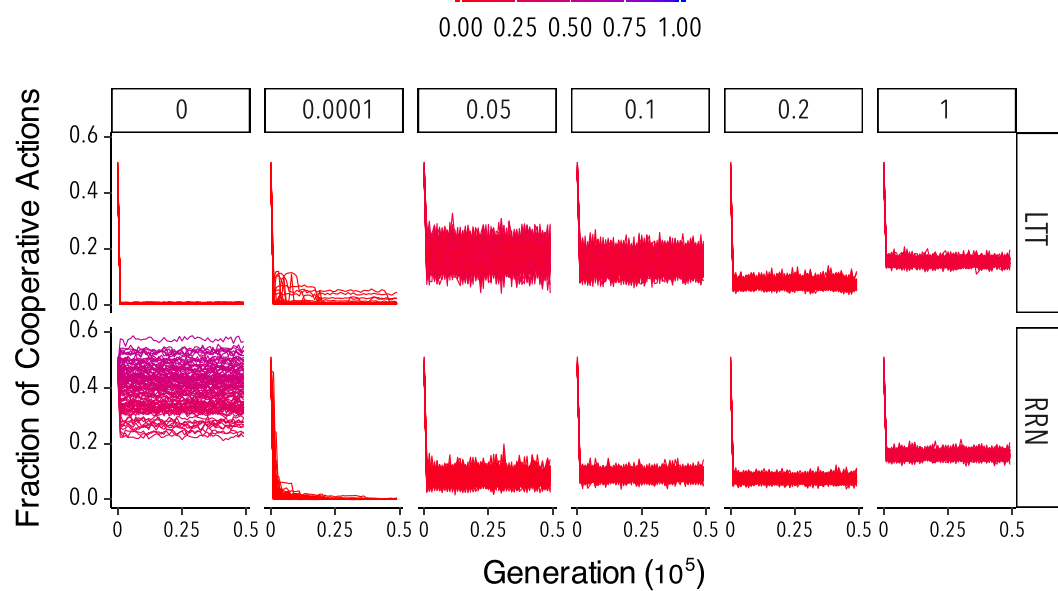 0.00 0.25 0.50 0.75 1.00
0 0.0001 0.05 0.1 0.2 1
Fraction of Cooperative Actions
0.6
0.4
0.2
0.0
LTT
0.6
0.4
0.2
0.0
RRN
0 0.25 0.5 0 0.25 0.5 0 0.25 0.5 0 0.25 0.5 0 0.25 0.5 0 0.25 0.5
Generation (10⁵)